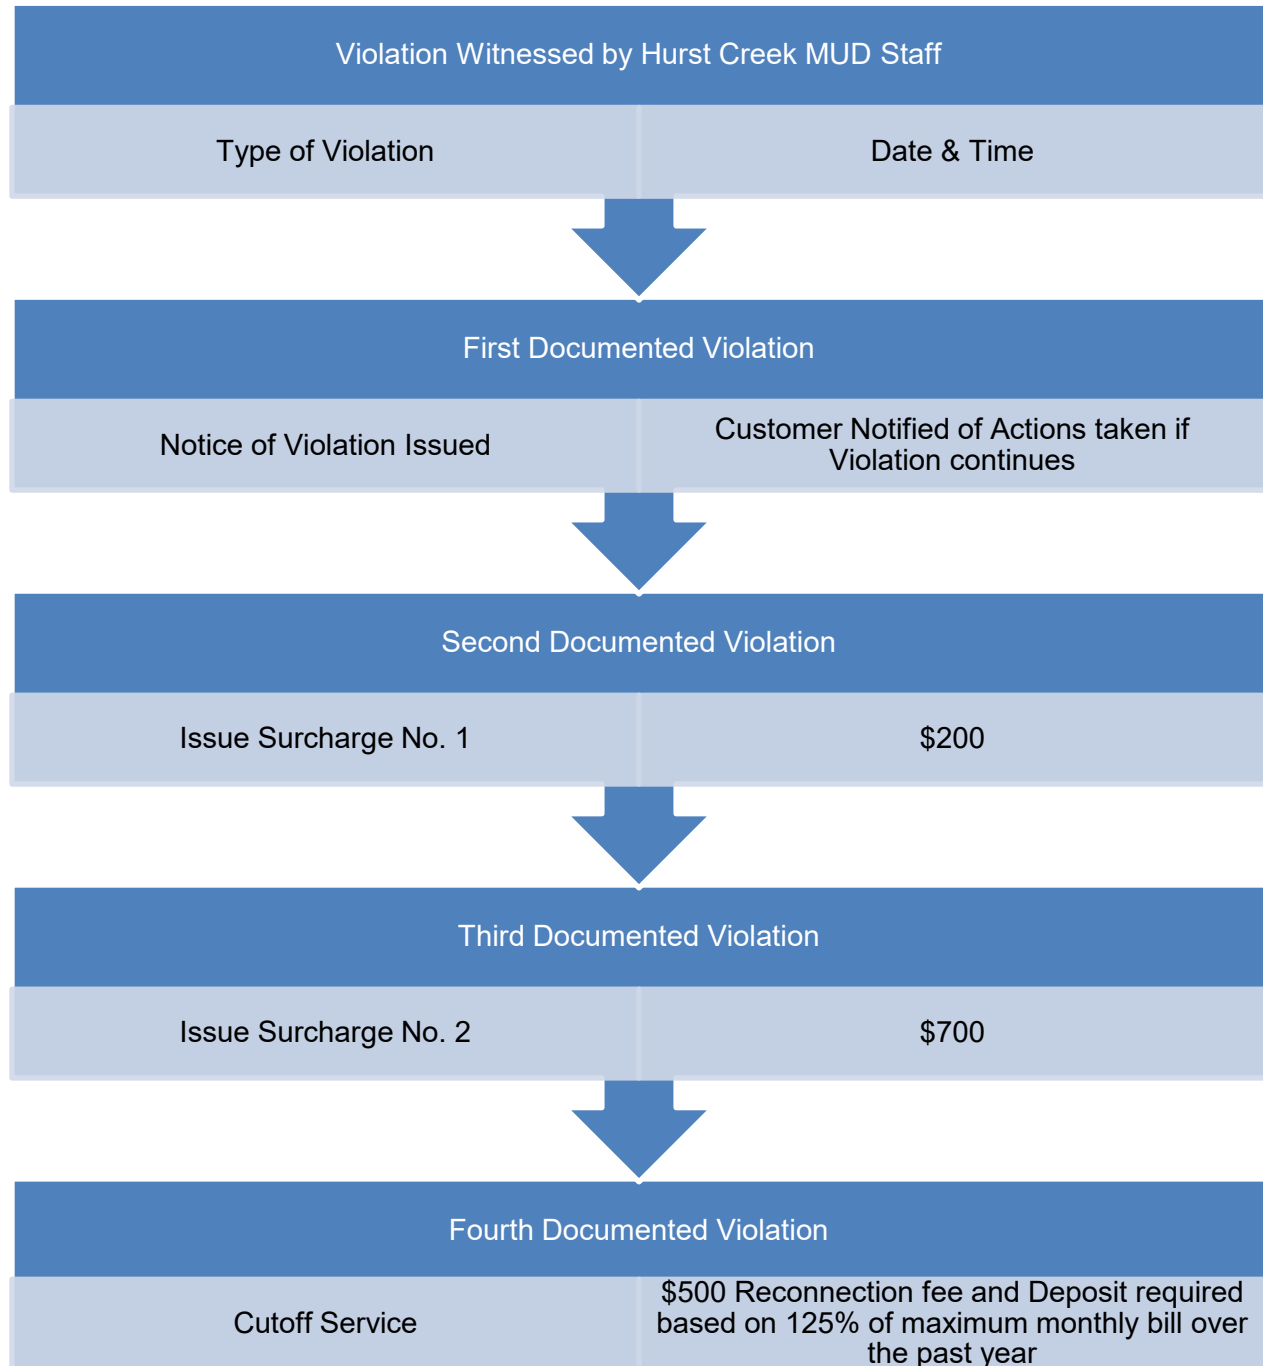 Violation Witnessed by Hurst Creek MUD Staff
Type of Violation
Date & Time
First Documented Violation
Notice of Violation Issued
Customer Notified of Actions taken if
Violation continues
Second Documented Violation
Issue Surcharge No. 1
$200
Third Documented Violation
Issue Surcharge No. 2
$700
Fourth Documented Violation
Cutoff Service
$500 Reconnection fee and Deposit required
based on 125% of maximum monthly bill over
the past year